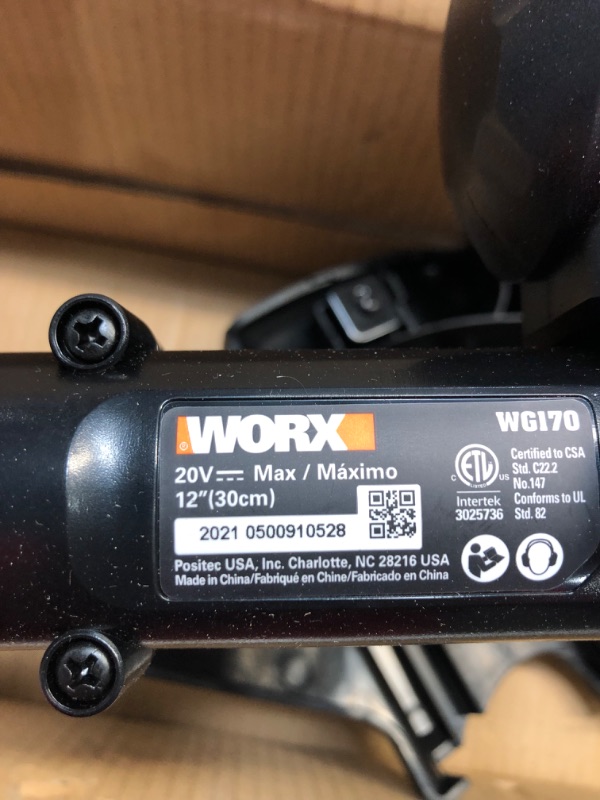 WORX
WG170
20V Max / Máximo
12"(30cm)
2021 0500910528
Positec USA, Inc. Charlotte, NC 28216 USA
Made in China/Fabriqué en Chine/Fabricado en China
C ETL US
LISTED
Intertek
3025736
Certified to CSA
Std. C22.2
No.147
Conforms to UL
Std. 82